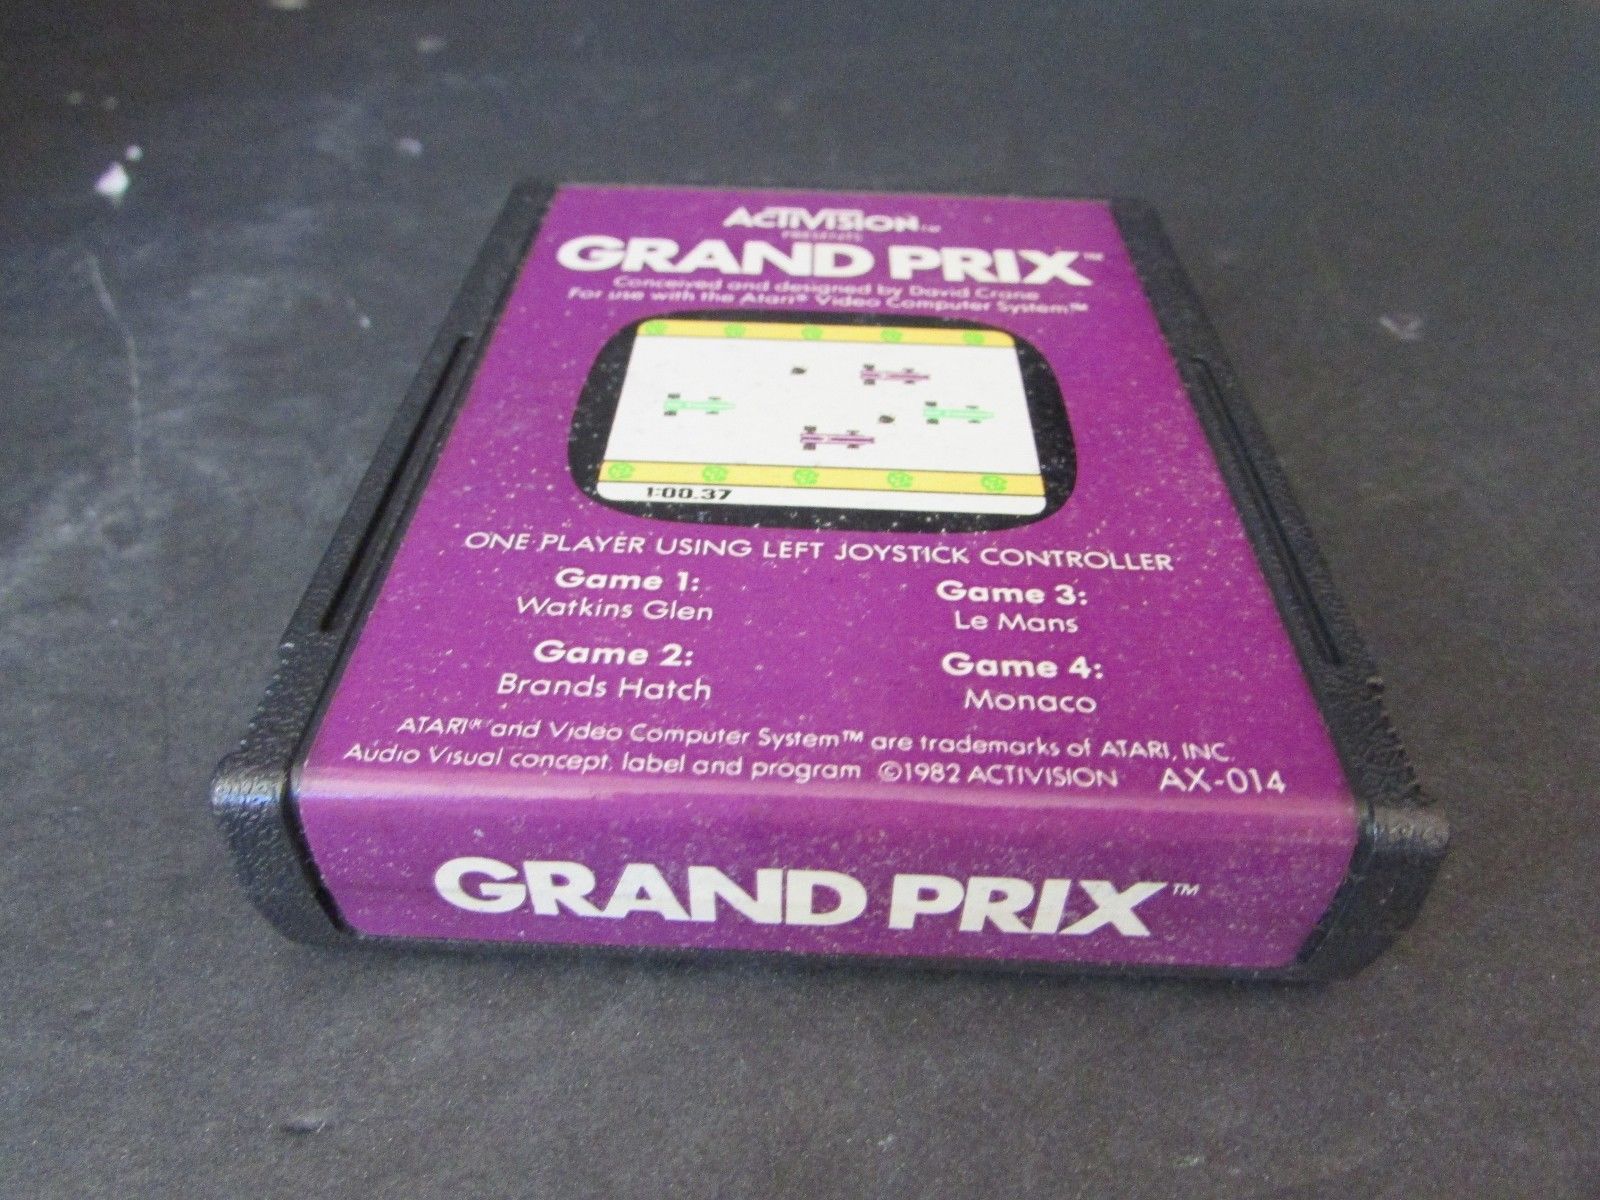 ACTIVISION™
PRESENTS
GRAND PRIX™
Conceived and designed by David Crane
For use with the Atari® Video Computer System™
1:00.37
ONE PLAYER USING LEFT JOYSTICK CONTROLLER
Game 1:
Watkins Glen
Game 2:
Brands Hatch
Game 3:
Le Mans
Game 4:
Monaco
ATARI® and Video Computer System™ are trademarks of ATARI, INC.
Audio Visual concept, label and program ©1982 ACTIVISION AX-014
GRAND PRIX™